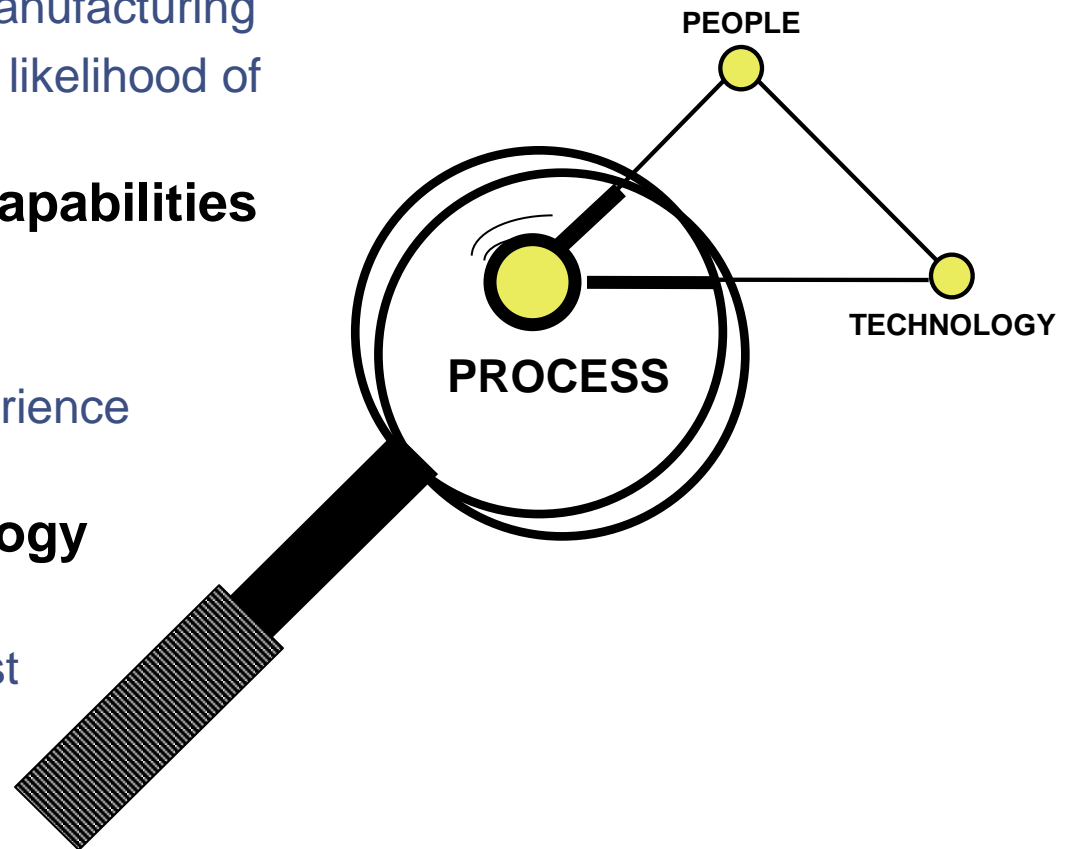 anufacturing
likelihood of
apabilities
rience
ogy
st
PEOPLE
TECHNOLOGY
PROCESS